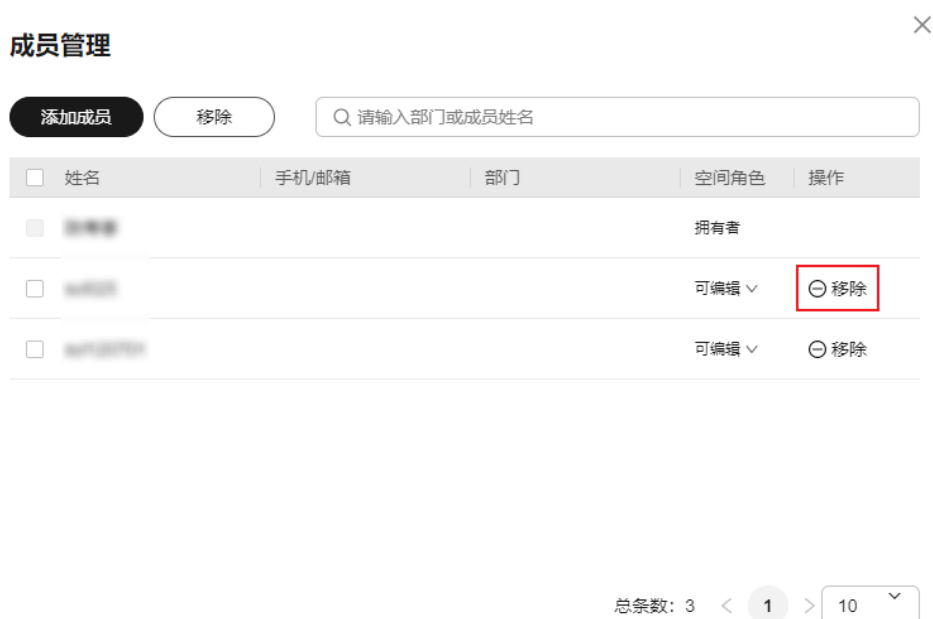 成员管理
添加成员 移除 请输入部门或成员姓名
姓名 手机/邮箱 部门 空间角色 操作
拥有者
可编辑 移除
可编辑 移除
总条数：3 1 10